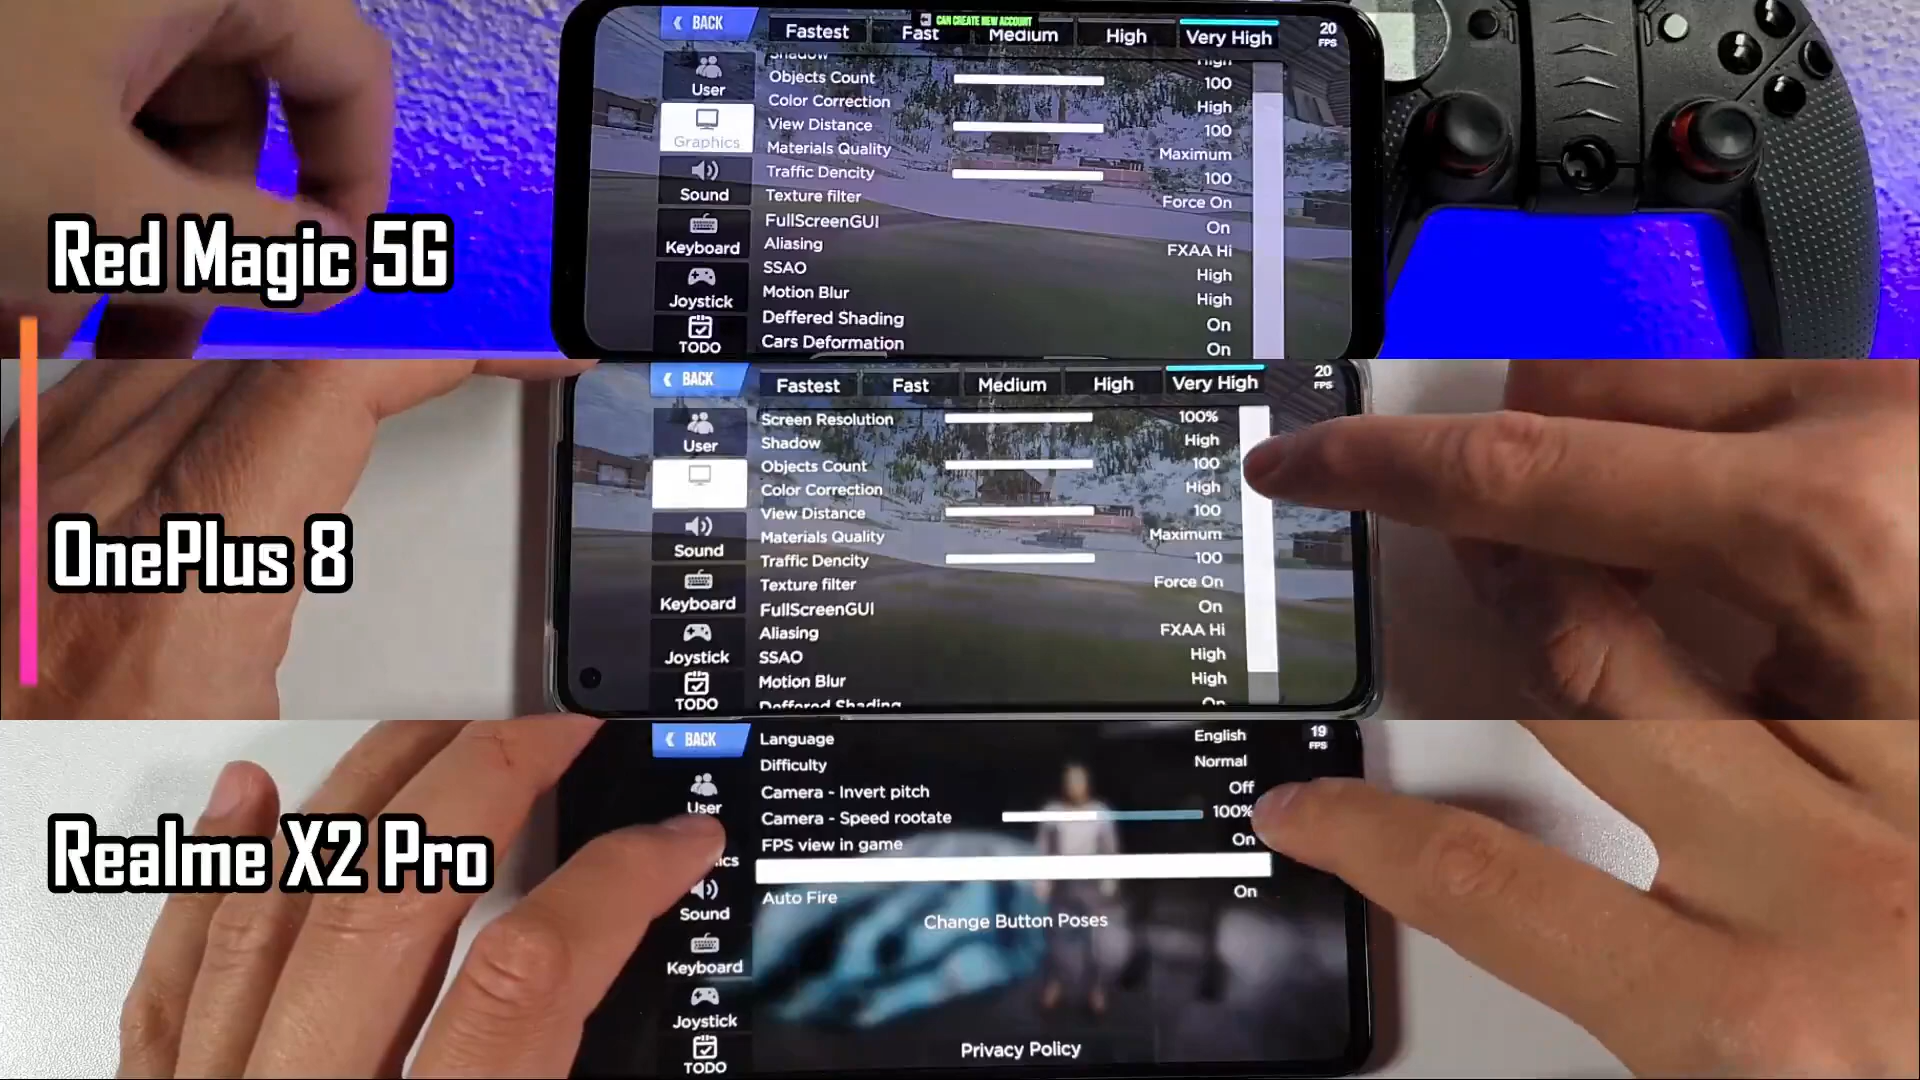 Red Magic 5G
BACK
Fastest
Fast
Medium
High
Very High
CAN CREATE NEW ACCOUNT
20
FPS
User
Graphics
Sound
Keyboard
Joystick
TODO
Shadow High
Objects Count 100
Color Correction High
View Distance 100
Materials Quality Maximum
Traffic Dencity 100
Texture filter Force On
FullScreenGUI On
Aliasing FXAA Hi
SSAO High
Motion Blur High
Deffered Shading On
Cars Deformation On
OnePlus 8
BACK
Fastest
Fast
Medium
High
Very High
20
FPS
User
Sound
Keyboard
Joystick
TODO
Screen Resolution 100%
Shadow High
Objects Count 100
Color Correction High
View Distance 100
Materials Quality Maximum
Traffic Dencity 100
Texture filter Force On
FullScreenGUI On
Aliasing FXAA Hi
SSAO High
Motion Blur High
Deffered Shading On
Realme X2 Pro
BACK
19
FPS
User
ics
Sound
Keyboard
Joystick
TODO
Language English
Difficulty Normal
Camera - Invert pitch Off
Camera - Speed rootate 100%
FPS view in game On
Auto Fire On
Change Button Poses
Privacy Policy